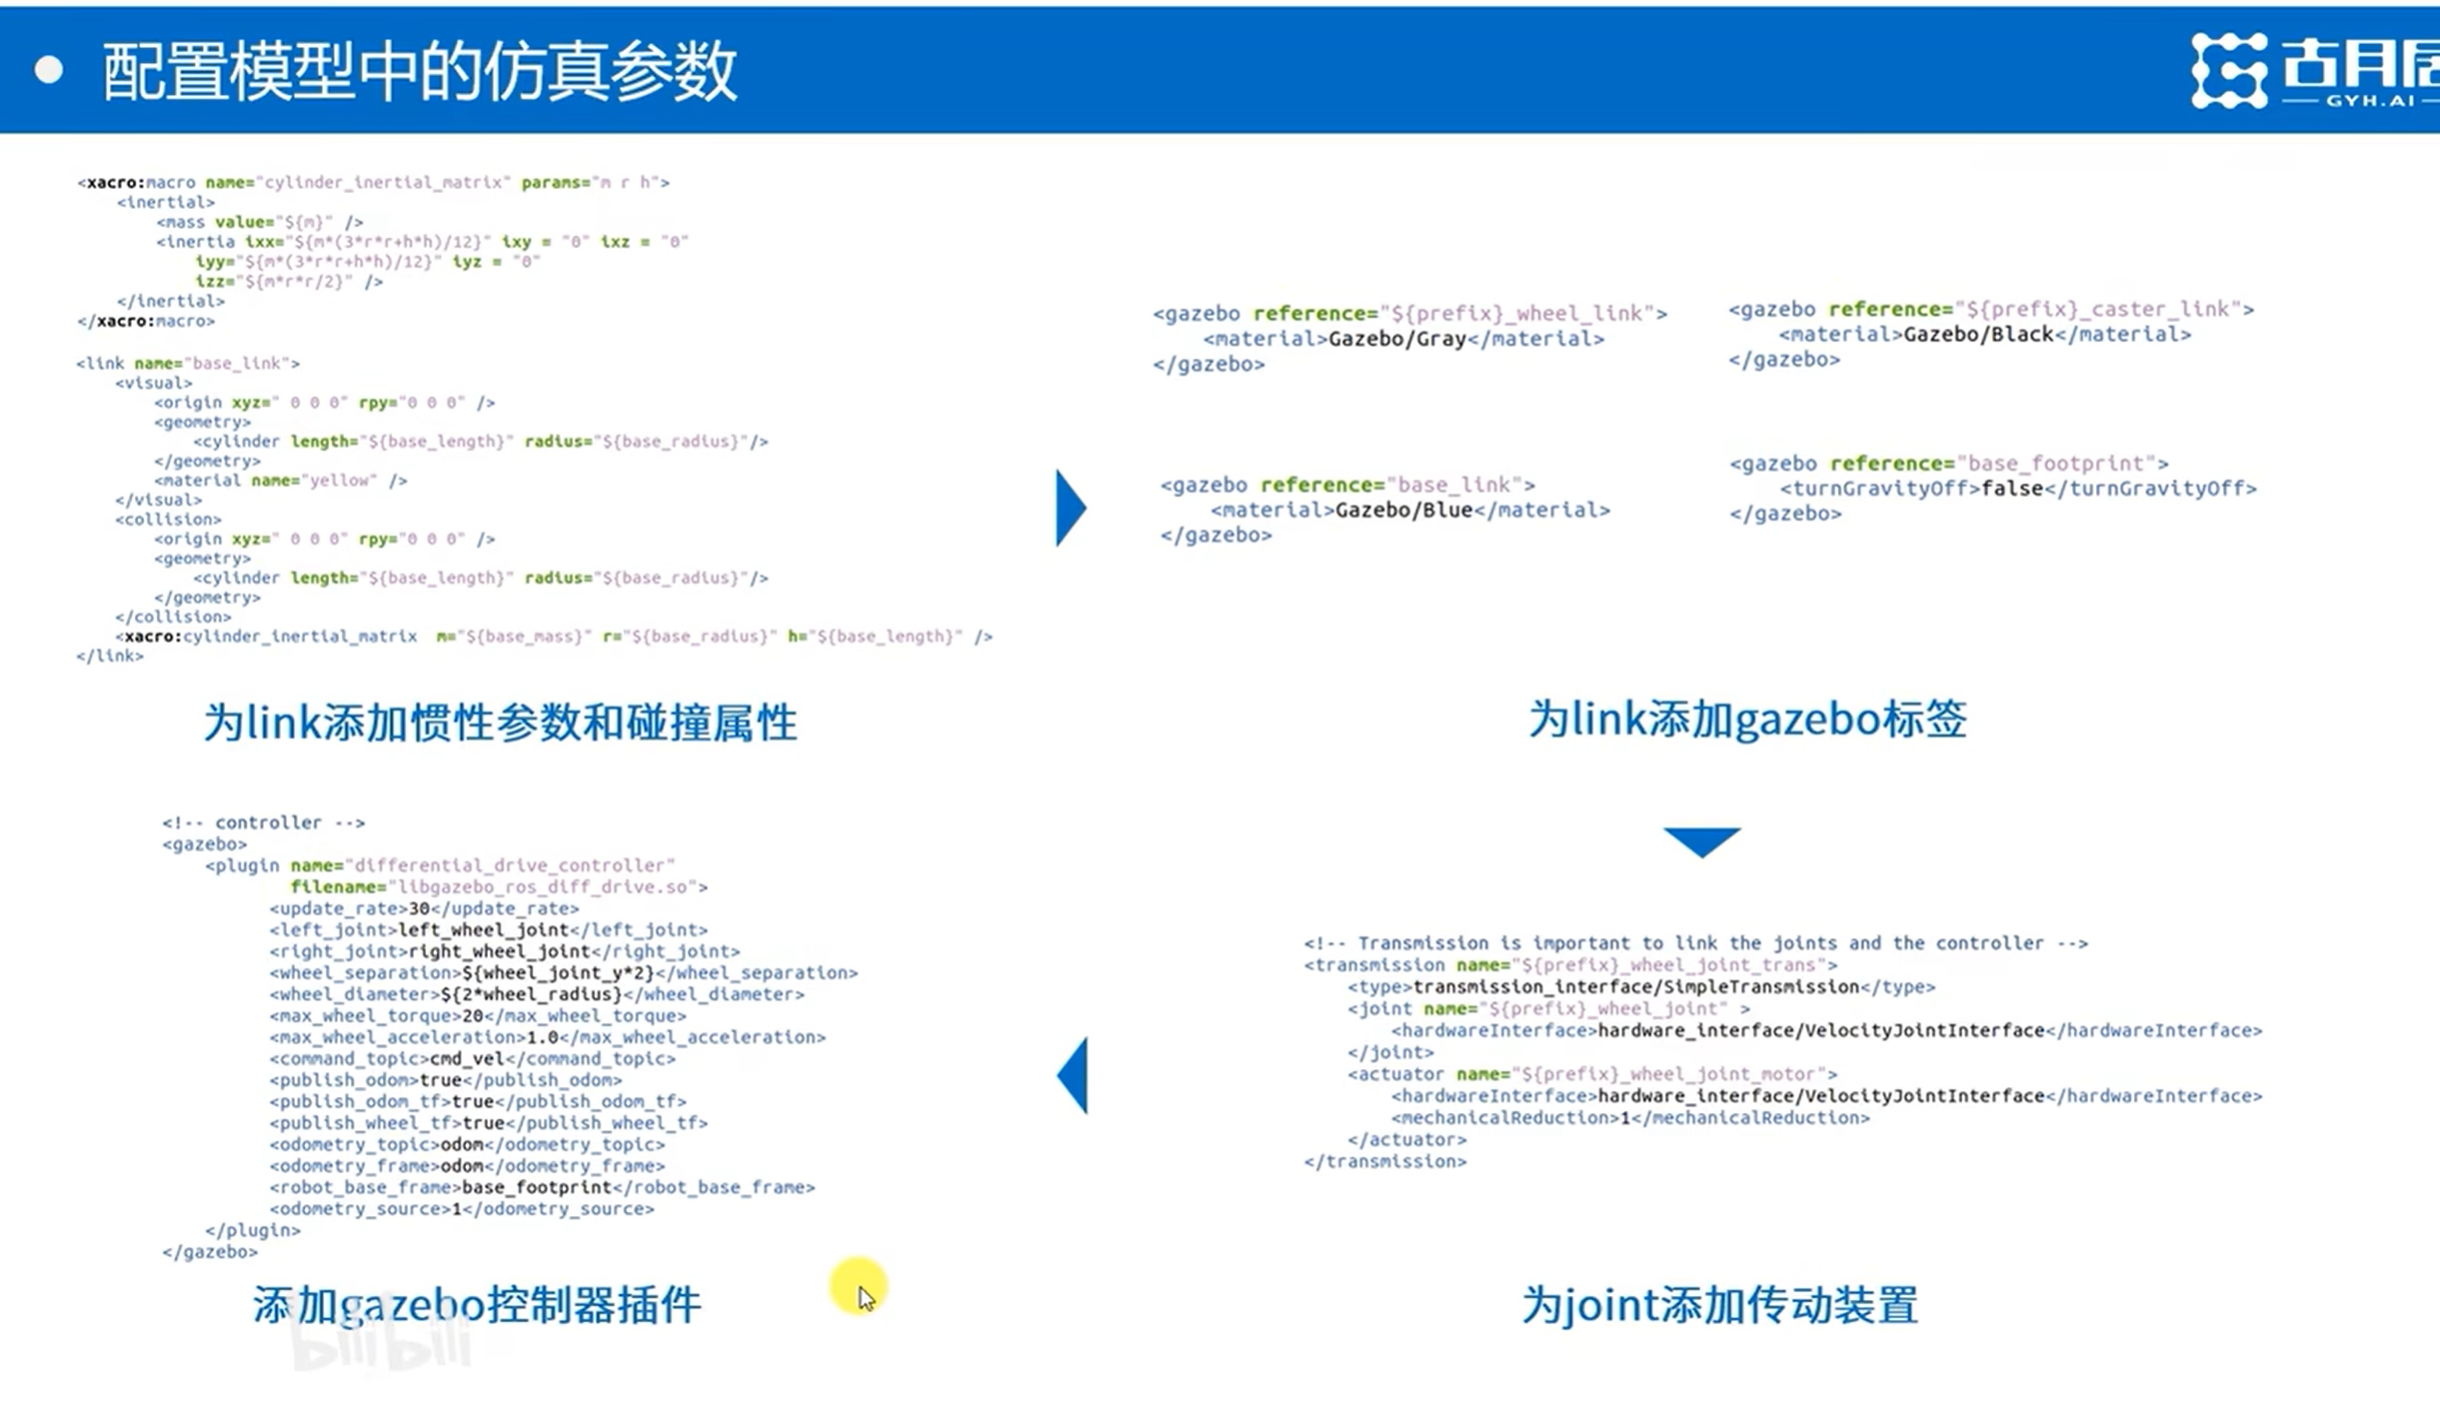 配置模型中的仿真参数
古月居
GYH.AI
<xacro:macro name="cylinder_inertial_matrix" params="m r h">
<inertial>
<mass value="${m}" />
<inertia ixx="${m*(3*r*r+h*h)/12}" ixy = "0" ixz = "0"
iyy="${m*(3*r*r+h*h)/12}" iyz = "0"
izz="${m*r*r/2}" />
</inertial>
</xacro:macro>
<link name="base_link">
<visual>
<origin xyz=" 0 0 0" rpy="0 0 0" />
<geometry>
<cylinder length="${base_length}" radius="${base_radius}"/>
</geometry>
<material name="yellow" />
</visual>
<collision>
<origin xyz=" 0 0 0" rpy="0 0 0" />
<geometry>
<cylinder length="${base_length}" radius="${base_radius}"/>
</geometry>
</collision>
<xacro:cylinder_inertial_matrix  m="${base_mass}" r="${base_radius}" h="${base_length}" />
</link>
为link添加惯性参数和碰撞属性
<gazebo reference="${prefix}_wheel_link">
<material>Gazebo/Gray</material>
</gazebo>
<gazebo reference="${prefix}_caster_link">
<material>Gazebo/Black</material>
</gazebo>
<gazebo reference="base_link">
<material>Gazebo/Blue</material>
</gazebo>
<gazebo reference="base_footprint">
<turnGravityOff>false</turnGravityOff>
</gazebo>
为link添加gazebo标签
<!-- Transmission is important to link the joints and the controller -->
<transmission name="${prefix}_wheel_joint_trans">
<type>transmission_interface/SimpleTransmission</type>
<joint name="${prefix}_wheel_joint" >
<hardwareInterface>hardware_interface/VelocityJointInterface</hardwareInterface>
</joint>
<actuator name="${prefix}_wheel_joint_motor">
<hardwareInterface>hardware_interface/VelocityJointInterface</hardwareInterface>
<mechanicalReduction>1</mechanicalReduction>
</actuator>
</transmission>
为joint添加传动装置
<!-- controller -->
<gazebo>
<plugin name="differential_drive_controller"
filename="libgazebo_ros_diff_drive.so">
<update_rate>30</update_rate>
<left_joint>left_wheel_joint</left_joint>
<right_joint>right_wheel_joint</right_joint>
<wheel_separation>${wheel_joint_y*2}</wheel_separation>
<wheel_diameter>${2*wheel_radius}</wheel_diameter>
<max_wheel_torque>20</max_wheel_torque>
<max_wheel_acceleration>1.0</max_wheel_acceleration>
<command_topic>cmd_vel</command_topic>
<publish_odom>true</publish_odom>
<publish_odom_tf>true</publish_odom_tf>
<publish_wheel_tf>true</publish_wheel_tf>
<odometry_topic>odom</odometry_topic>
<odometry_frame>odom</odometry_frame>
<robot_base_frame>base_footprint</robot_base_frame>
<odometry_source>1</odometry_source>
</plugin>
</gazebo>
添加gazebo控制器插件
bilibili